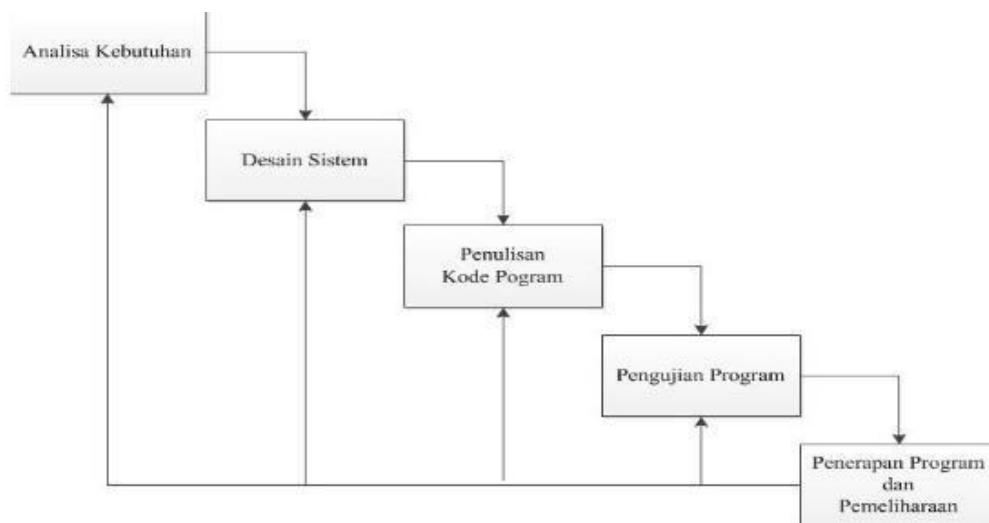 Analisa Kebutuhan
Desain Sistem
Penulisan
Kode Pogram
Pengujian Program
Penerapan Program
dan
Pemeliharaan